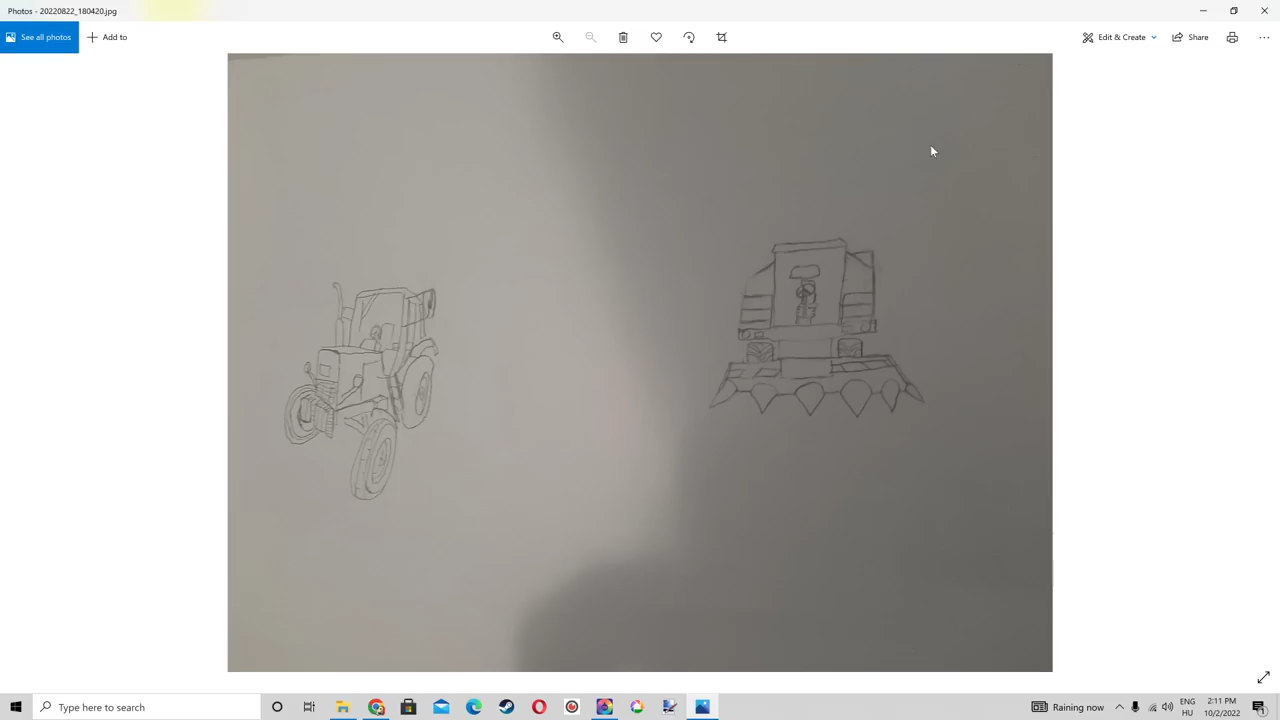 Photos - 20220822_180420.jpg
See all photos
Add to
Edit & Create
Share
Type here to search
Raining now
ENG
HU
2:11 PM
10/2/2022
1